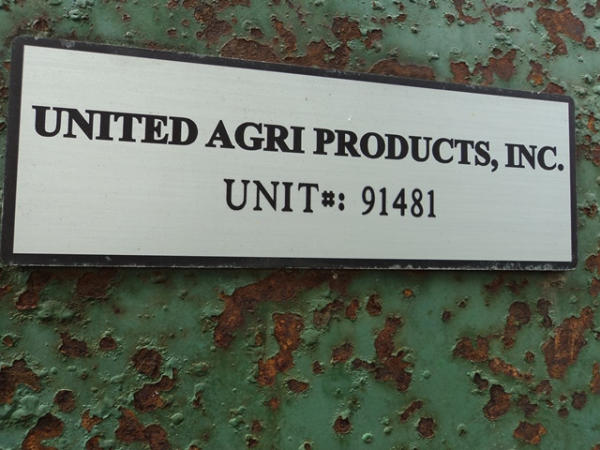 UNITED AGRI PRODUCTS, INC.
UNIT#: 91481